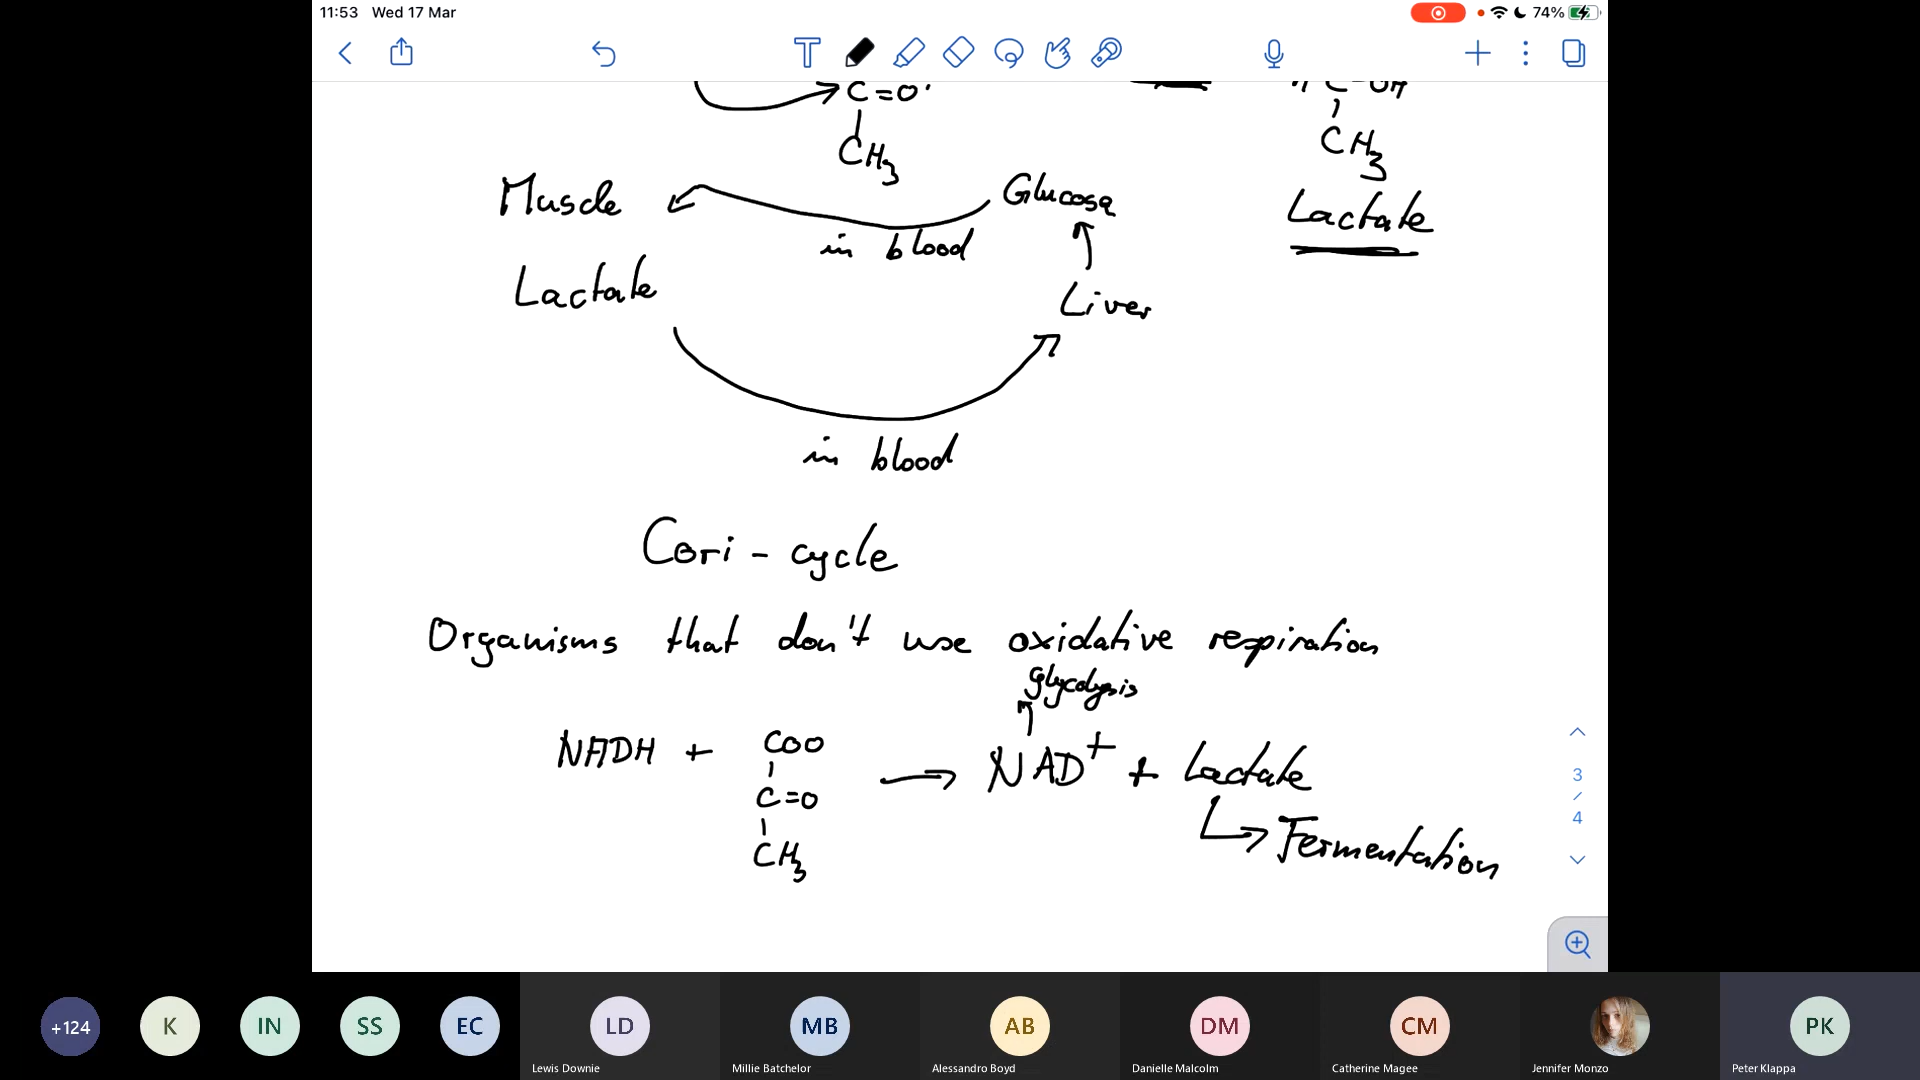 11:53 Wed 17 Mar 74%
C=O
CH3
C-OH
CH3
Muscle Glucose
Lactate
in blood
Lactate
Liver
in blood
Cori-cycle
Organisms that don't use oxidative respiration
glycolysis
NADH + COO
C=O
CH3
NAD+ + Lactate
Fermentation
3
/
4
+124 K IN SS EC LD MB AB DM CM PK
Lewis Downie Millie Batchelor Alessandro Boyd Danielle Malcolm Catherine Magee Jennifer Monzo Peter Klappa